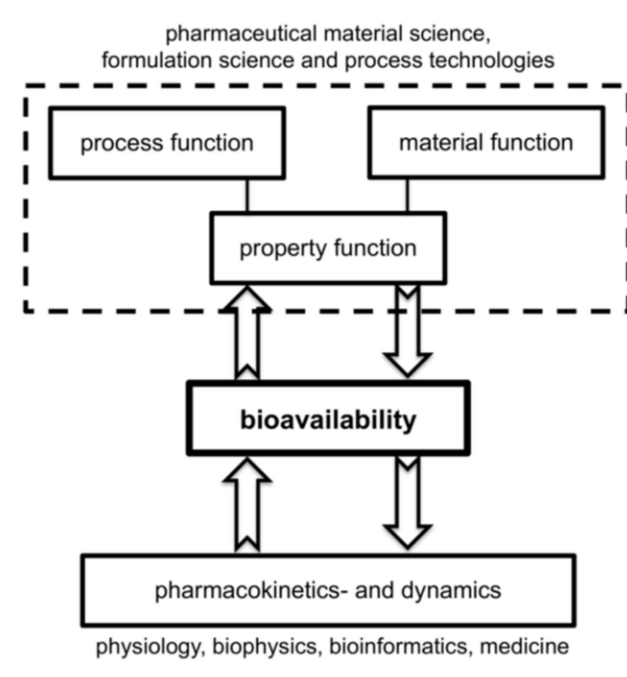 pharmaceutical material science,
formulation science and process technologies
process function
material function
property function
bioavailability
pharmacokinetics- and dynamics
physiology, biophysics, bioinformatics, medicine